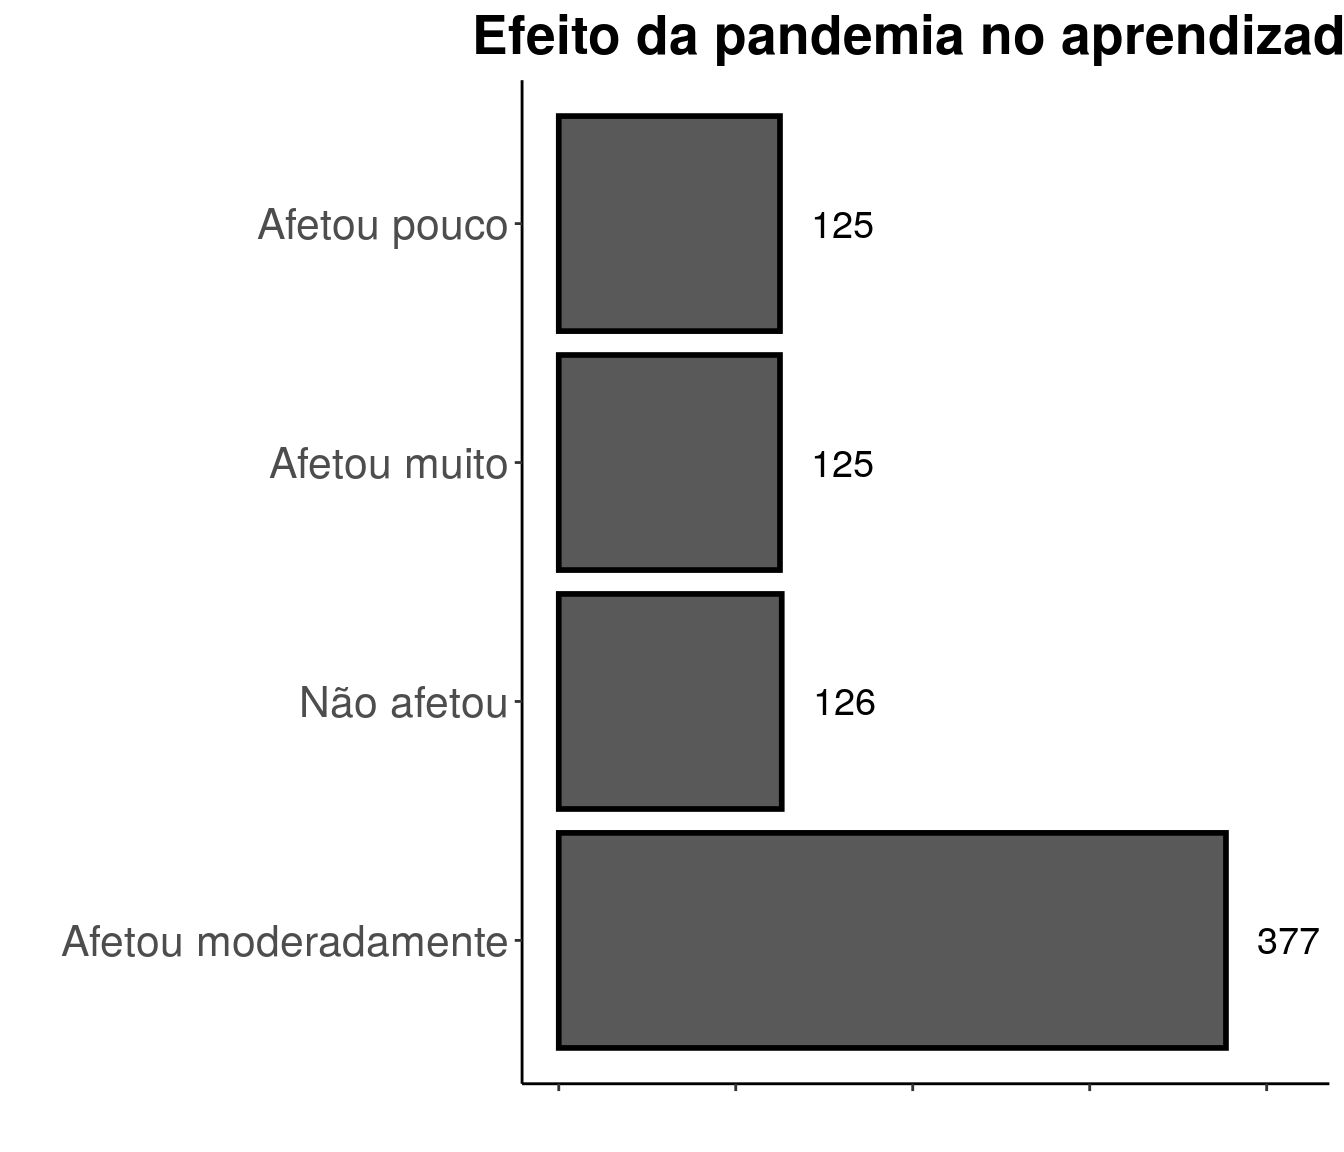 Efeito da pandemia no aprendizad
Afetou pouco
125
Afetou muito
125
Não afetou
126
Afetou moderadamente
377